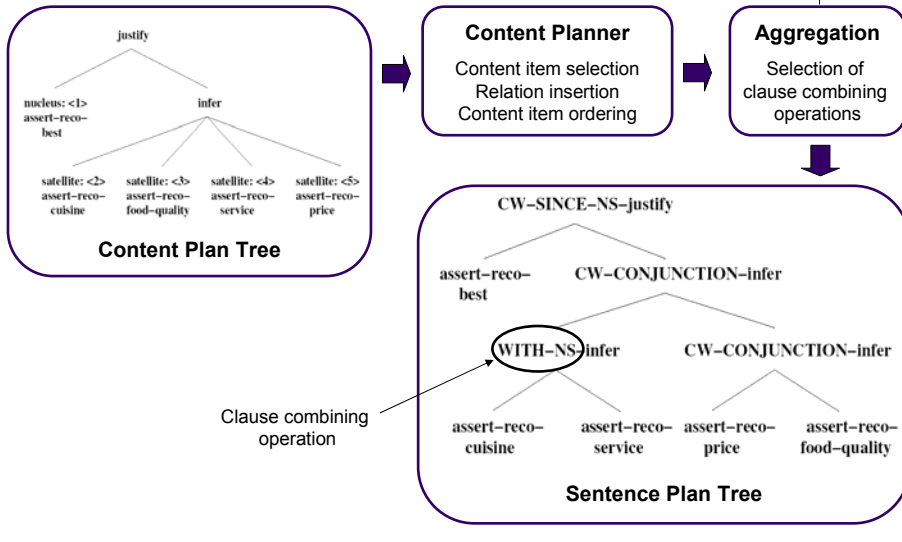 justify
nucleus: <1>
assert–reco–
best
infer
satellite: <2>
assert–reco–
cuisine
satellite: <3>
assert–reco–
food–quality
satellite: <4>
assert–reco–
service
satellite: <5>
assert–reco–
price
Content Plan Tree
Content Planner
Content item selection
Relation insertion
Content item ordering
Aggregation
Selection of
clause combining
operations
CW–SINCE–NS–justify
assert–reco–
best
CW–CONJUNCTION–infer
WITH–NS–infer
CW–CONJUNCTION–infer
Clause combining
operation
assert–reco–
cuisine
assert–reco–
service
assert–reco–
price
assert–reco–
food–quality
Sentence Plan Tree